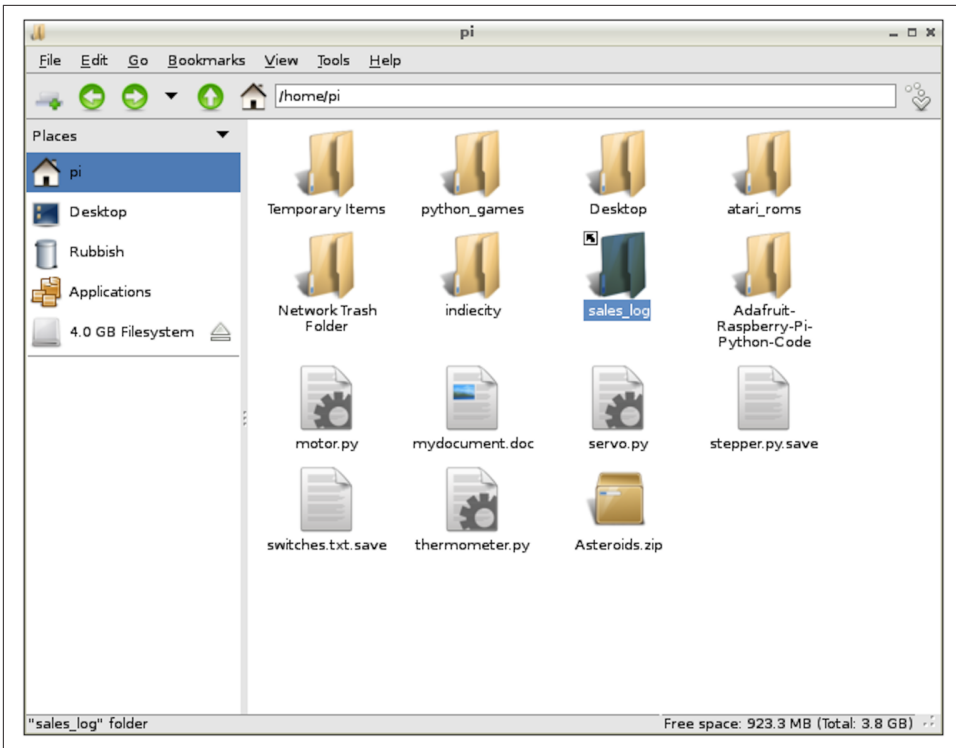 pi
File Edit Go Bookmarks View Tools Help
/home/pi
Places
pi
Desktop
Rubbish
Applications
4.0 GB Filesystem
Temporary Items
python_games
Desktop
atari_roms
Network Trash
Folder
indiecity
sales_log
Adafruit-
Raspberry-Pi-
Python-Code
motor.py
mydocument.doc
servo.py
stepper.py.save
switches.txt.save
thermometer.py
Asteroids.zip
"sales_log" folder
Free space: 923.3 MB (Total: 3.8 GB)